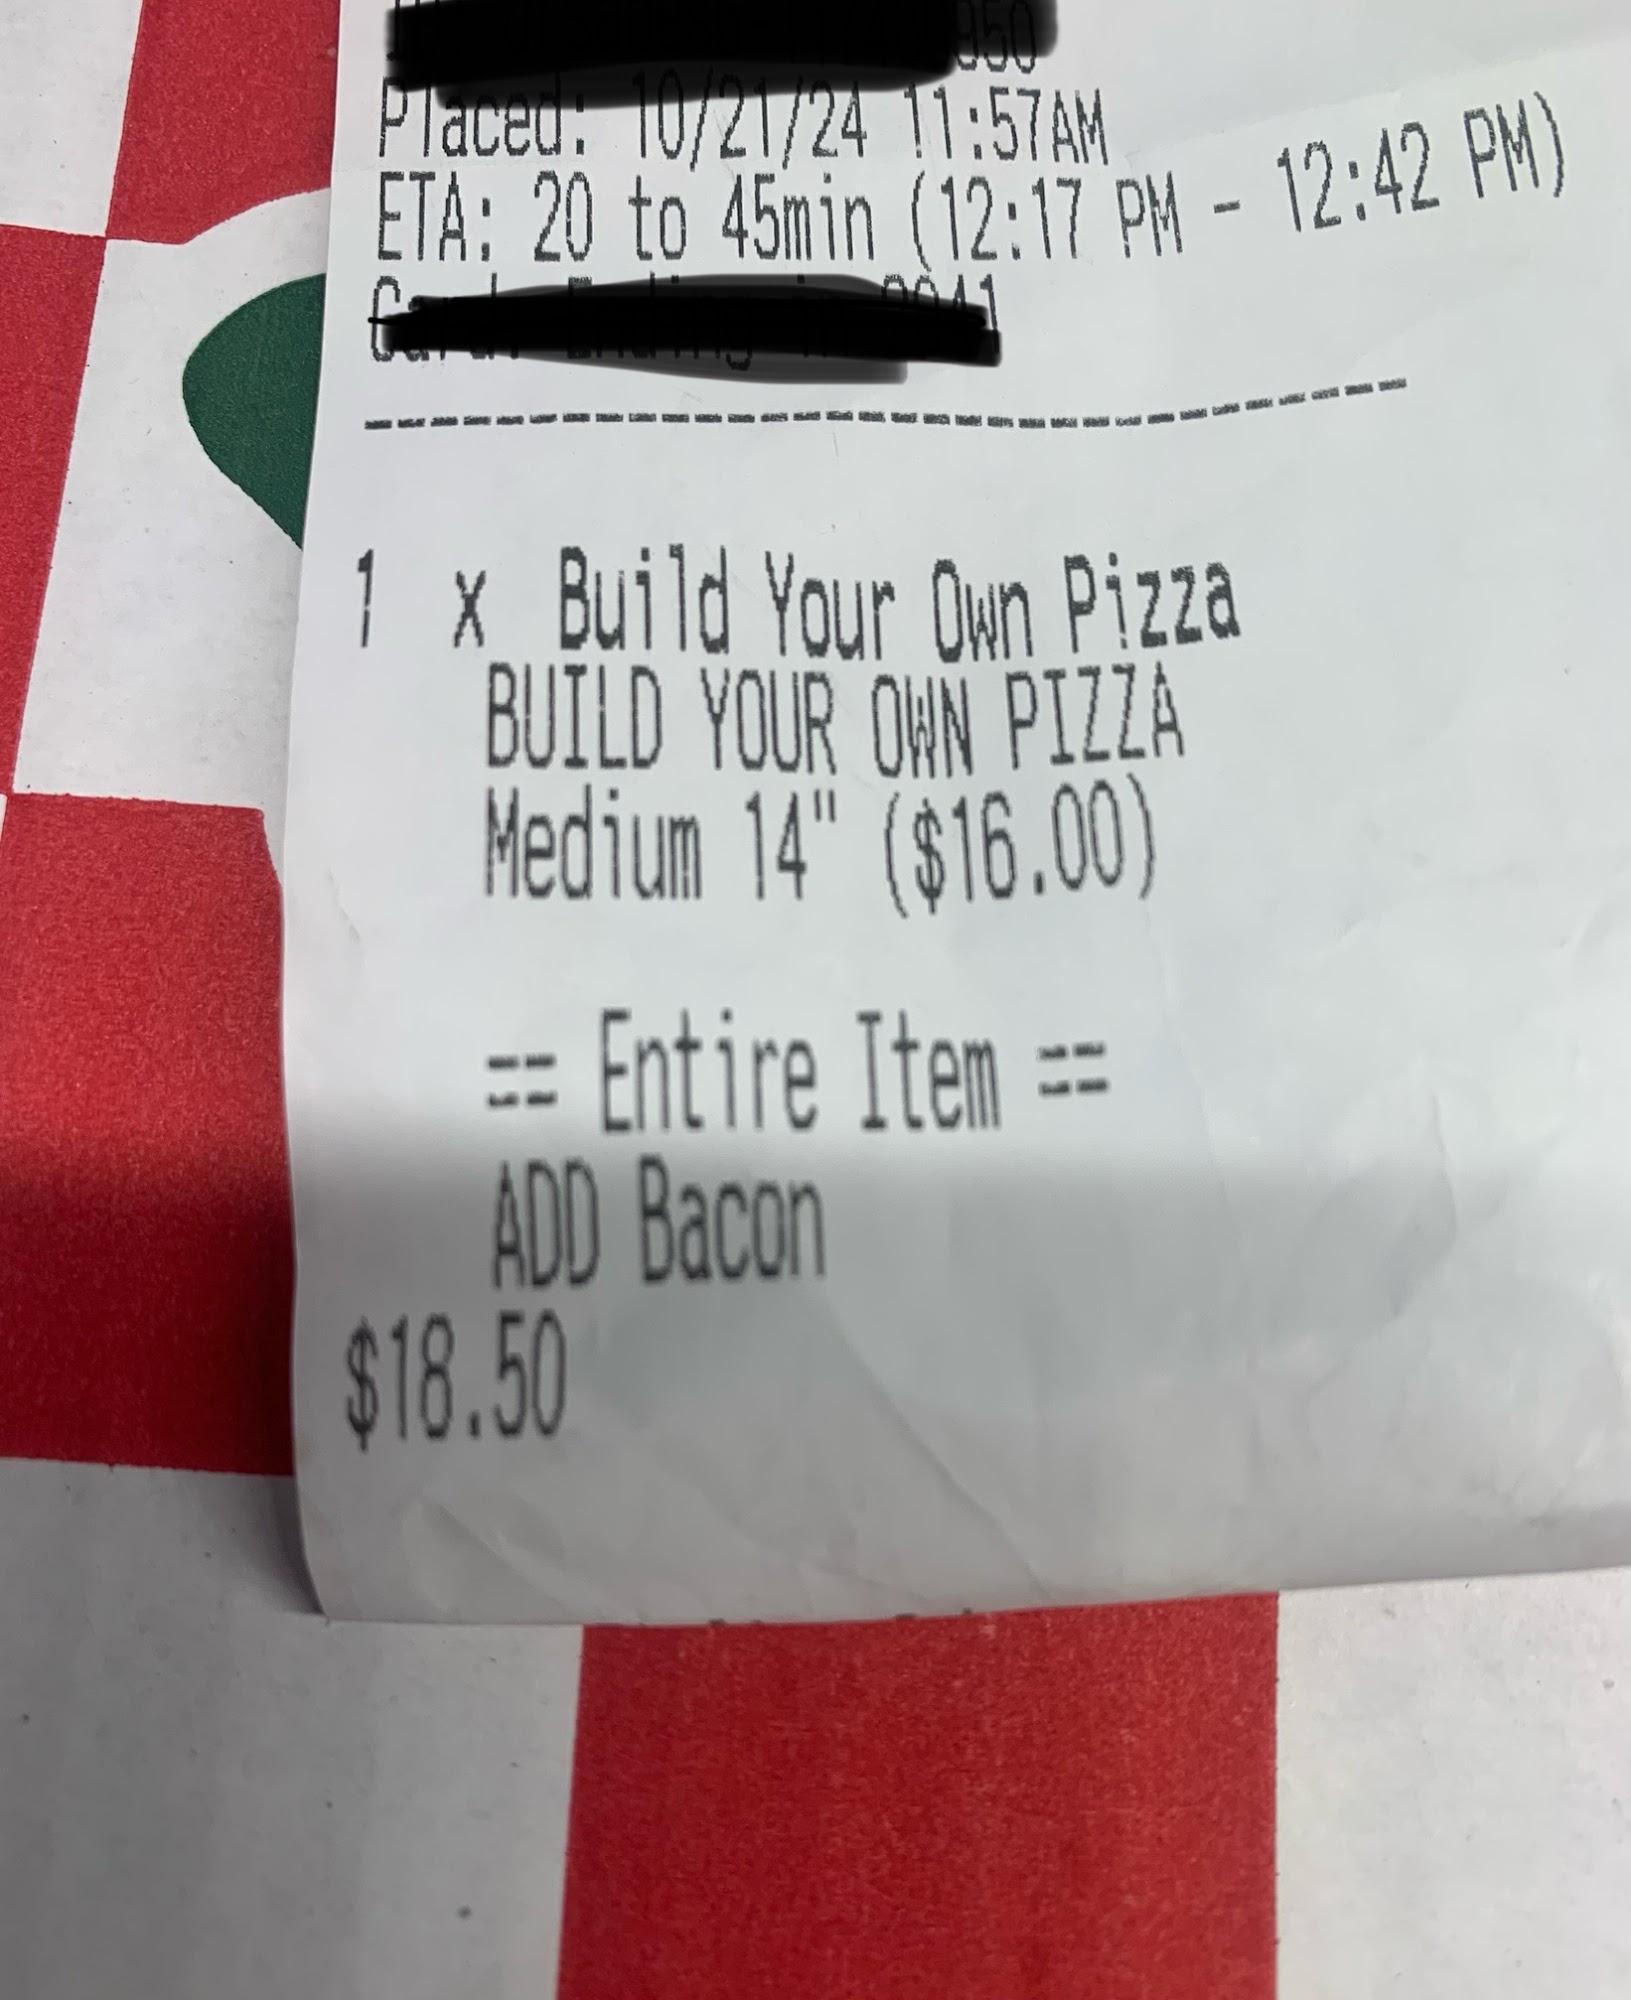 Placed: 10/21/24 11:57AM
ETA: 20 to 45min (12:17 PM - 12:42 PM)
1 x Build Your Own Pizza
BUILD YOUR OWN PIZZA
Medium 14" ($16.00)
== Entire Item ==
ADD Bacon
$18.50